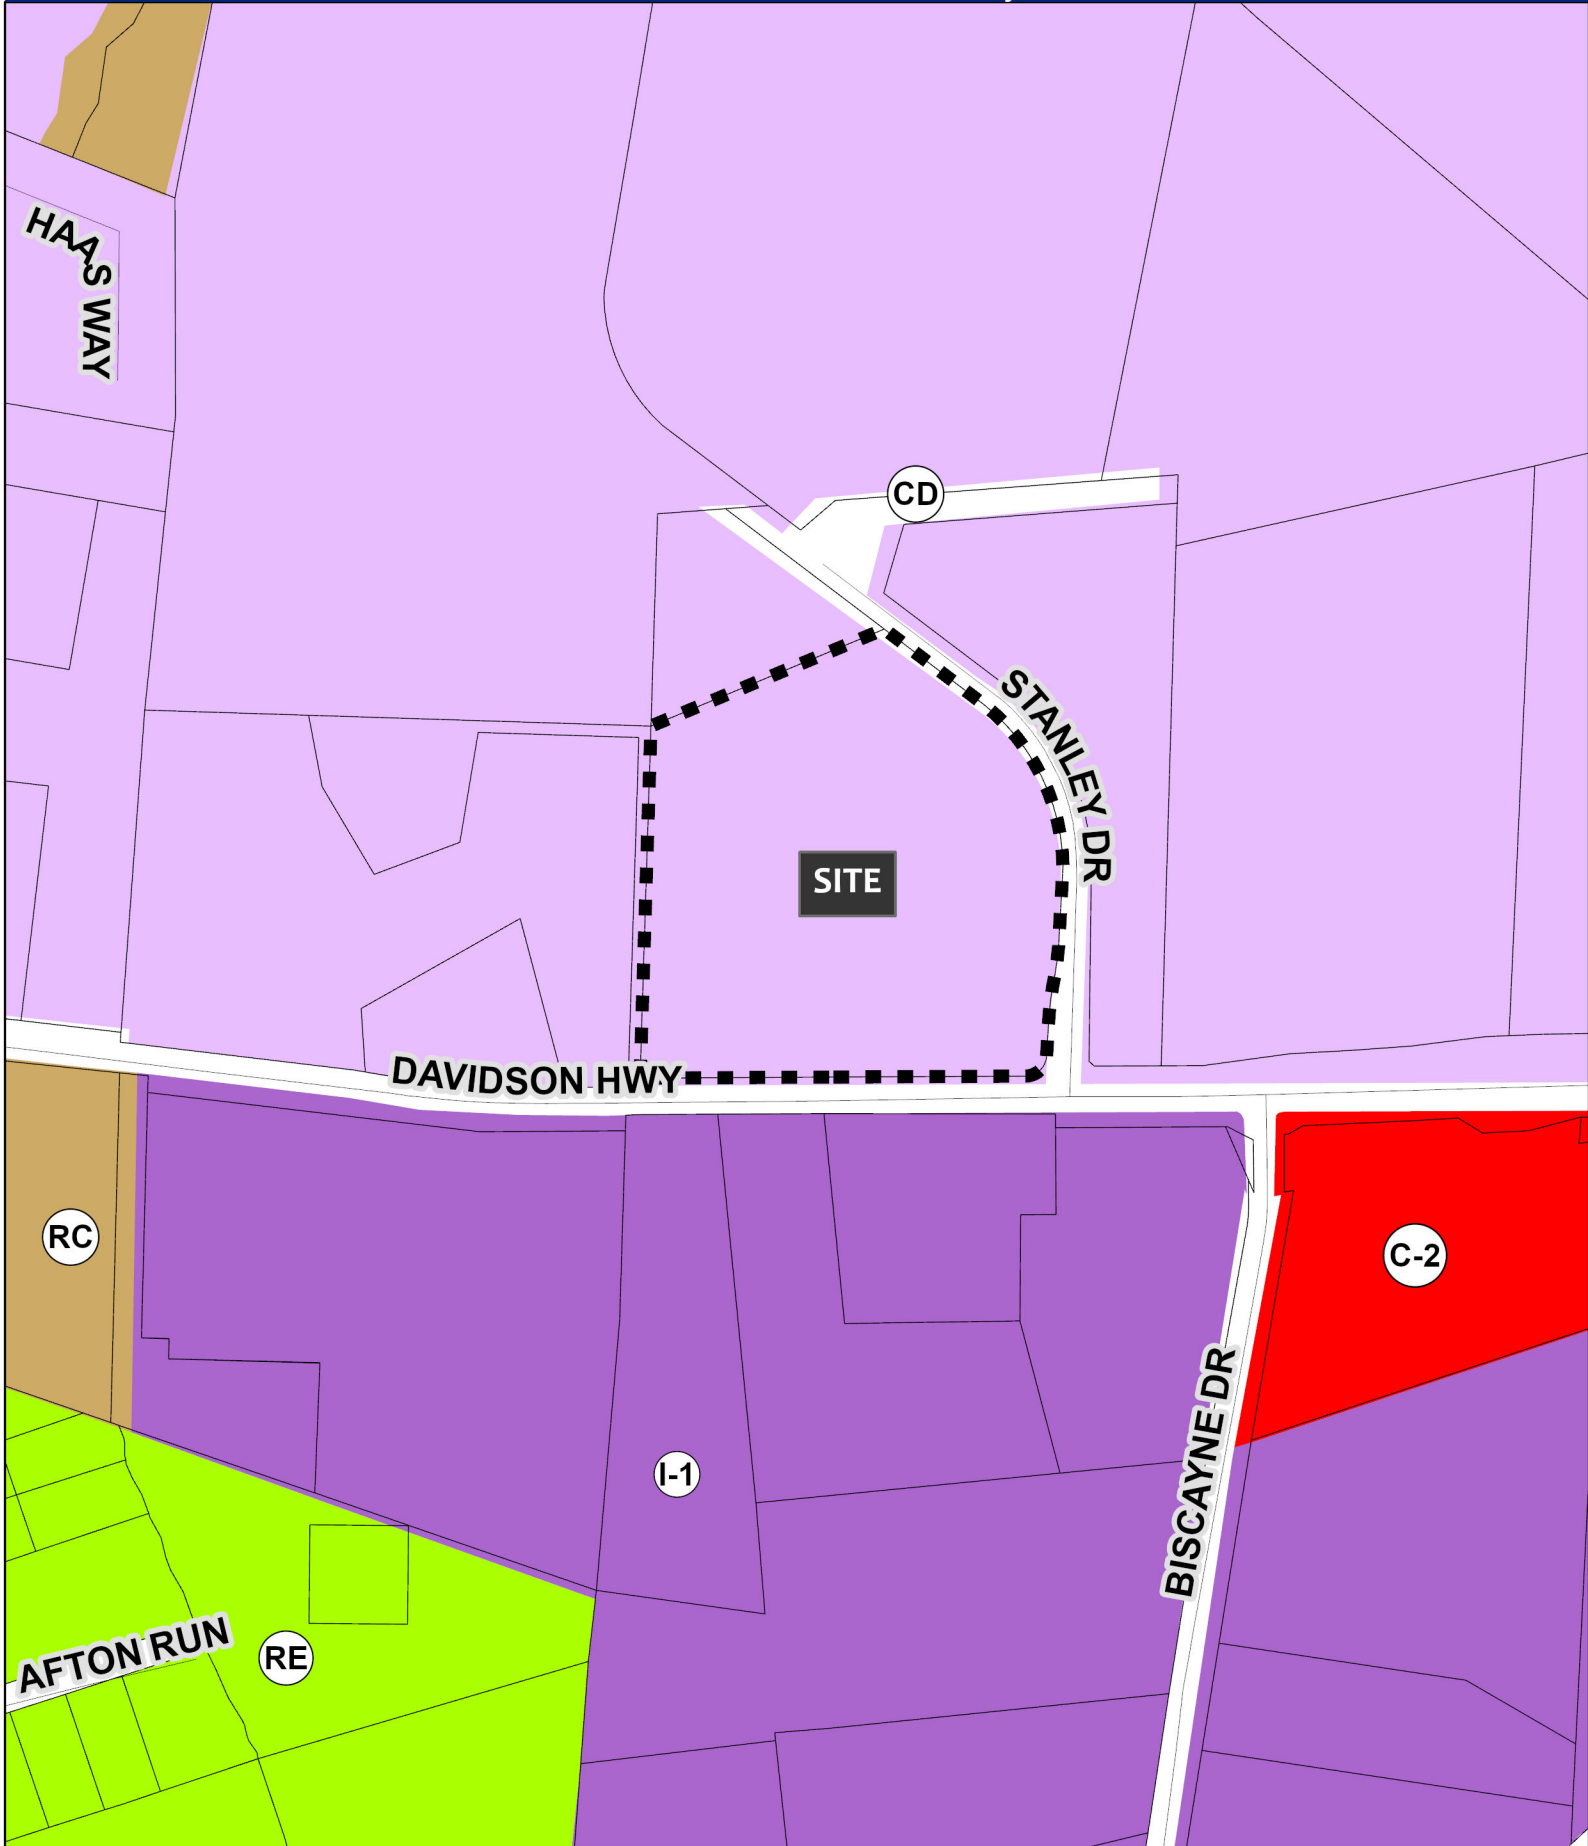 HAAS WAY
CD
STANLEY DR
SITE
DAVIDSON HWY
RC
C-2
BISCAYNE DR
I-1
AFTON RUN
RE